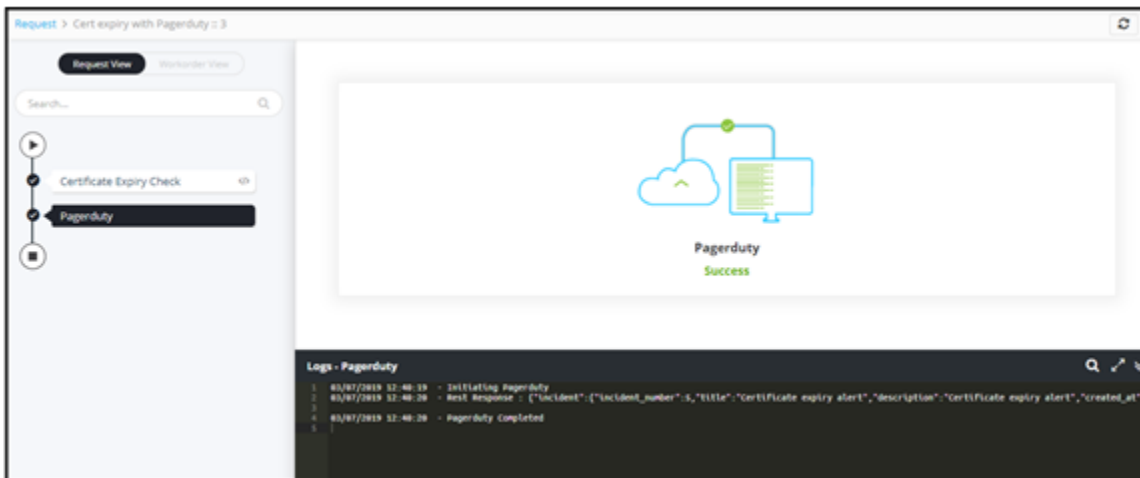 Request > Cert expiry with Pagerduty :: 3
Request View Workorder View
Search...
Certificate Expiry Check </>
Pagerduty
Pagerduty
Success
Logs - Pagerduty
1 03/07/2019 12:40:19 - Initiating Pagerduty
2 03/07/2019 12:40:20 - Rest Response : {"incident":{"incident_number":5,"title":"Certificate expiry alert","description":"Certificate expiry alert","created_at"
3
4 03/07/2019 12:40:20 - Pagerduty Completed
5